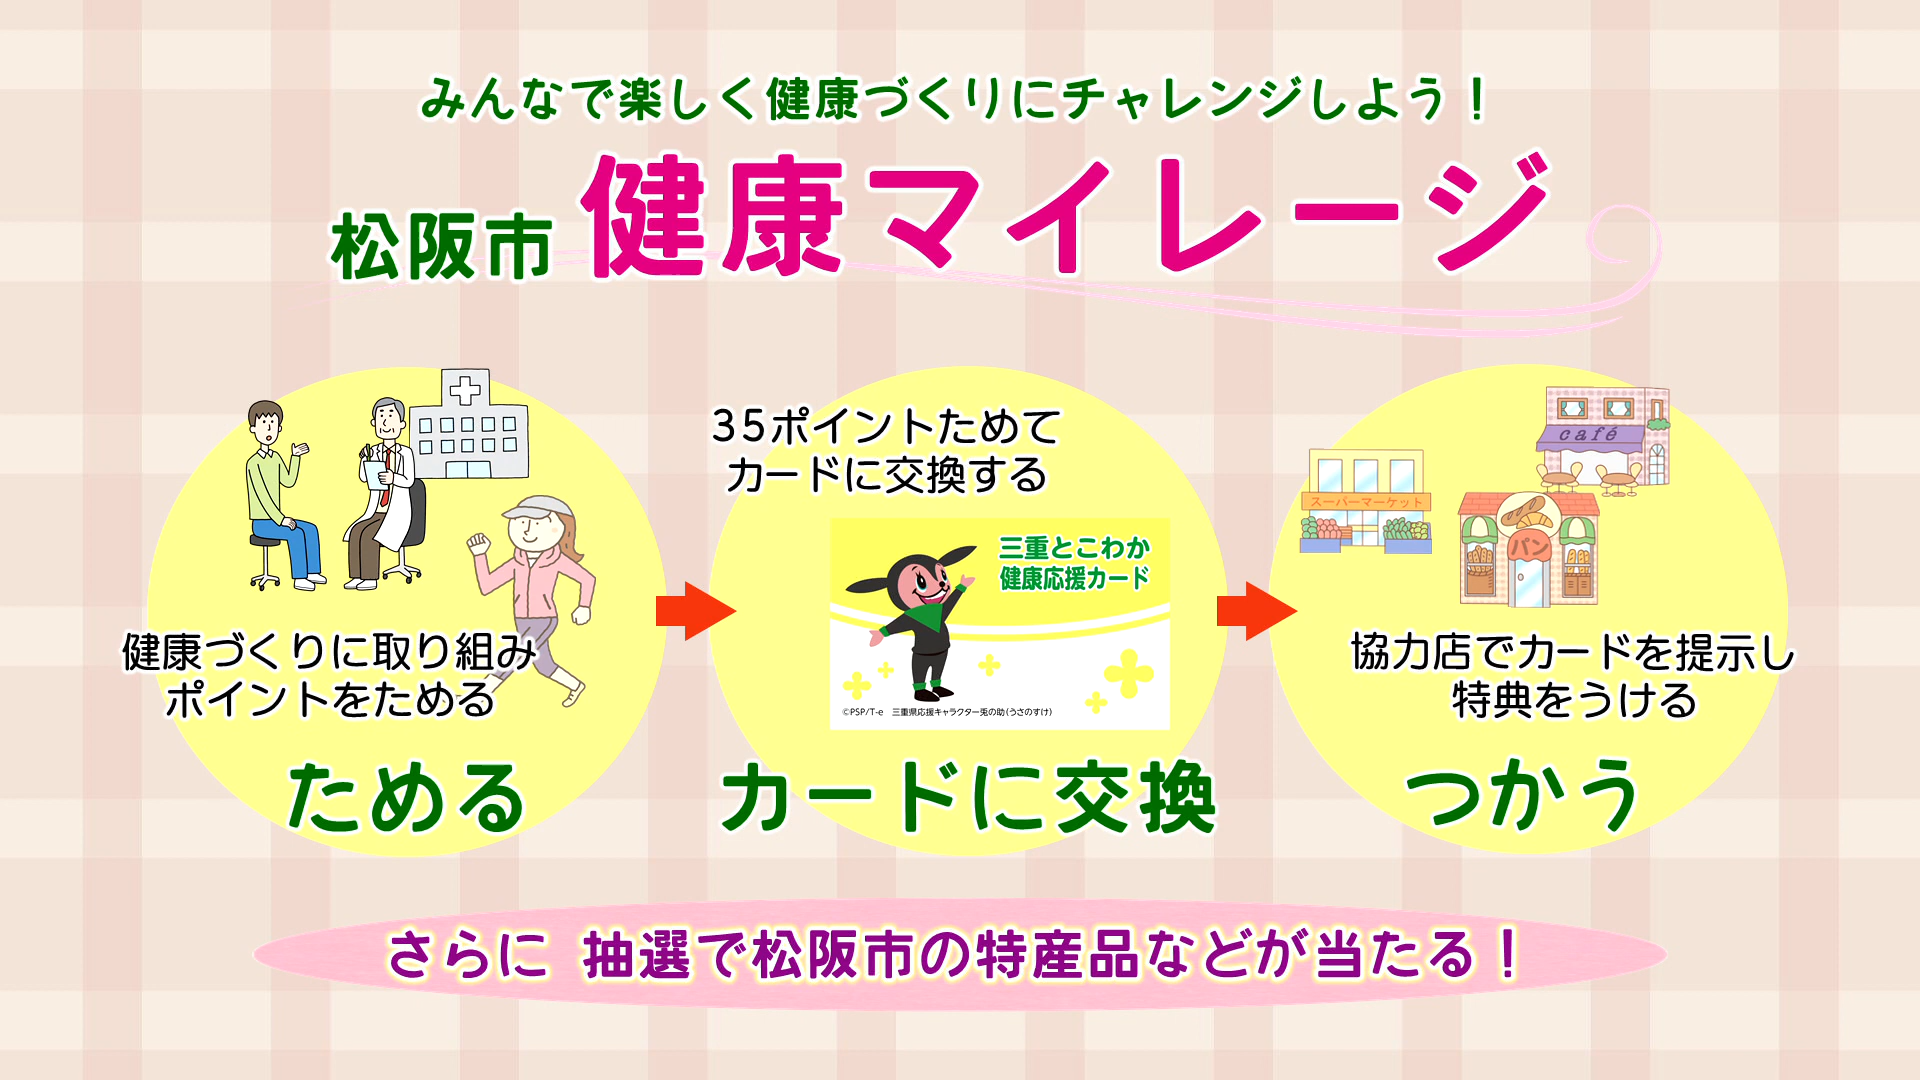 みんなで楽しく健康づくりにチャレンジしよう！
松阪市 健康マイレージ
健康づくりに取り組み
ポイントをためる
ためる
35ポイントためて
カードに交換する
三重とこわか
健康応援カード
©PSP/T-e　三重県応援キャラクター兎の助（うさのすけ）
カードに交換
café
スーパーマーケット
パン
協力店でカードを提示し
特典をうける
つかう
さらに 抽選で松阪市の特産品などが当たる！